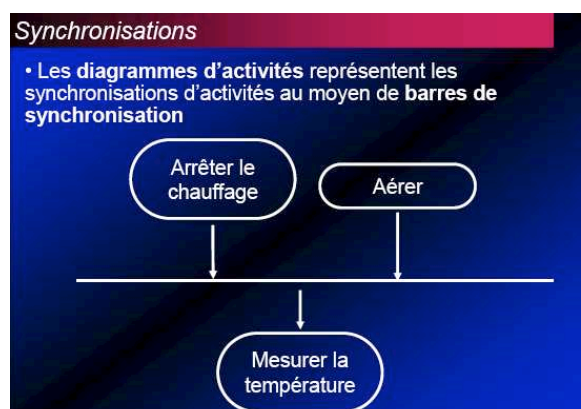 Synchronisations
• Les diagrammes d'activités représentent les
synchronisations d'activités au moyen de barres de
synchronisation
Arrêter le
chauffage
Aérer
Mesurer la
température